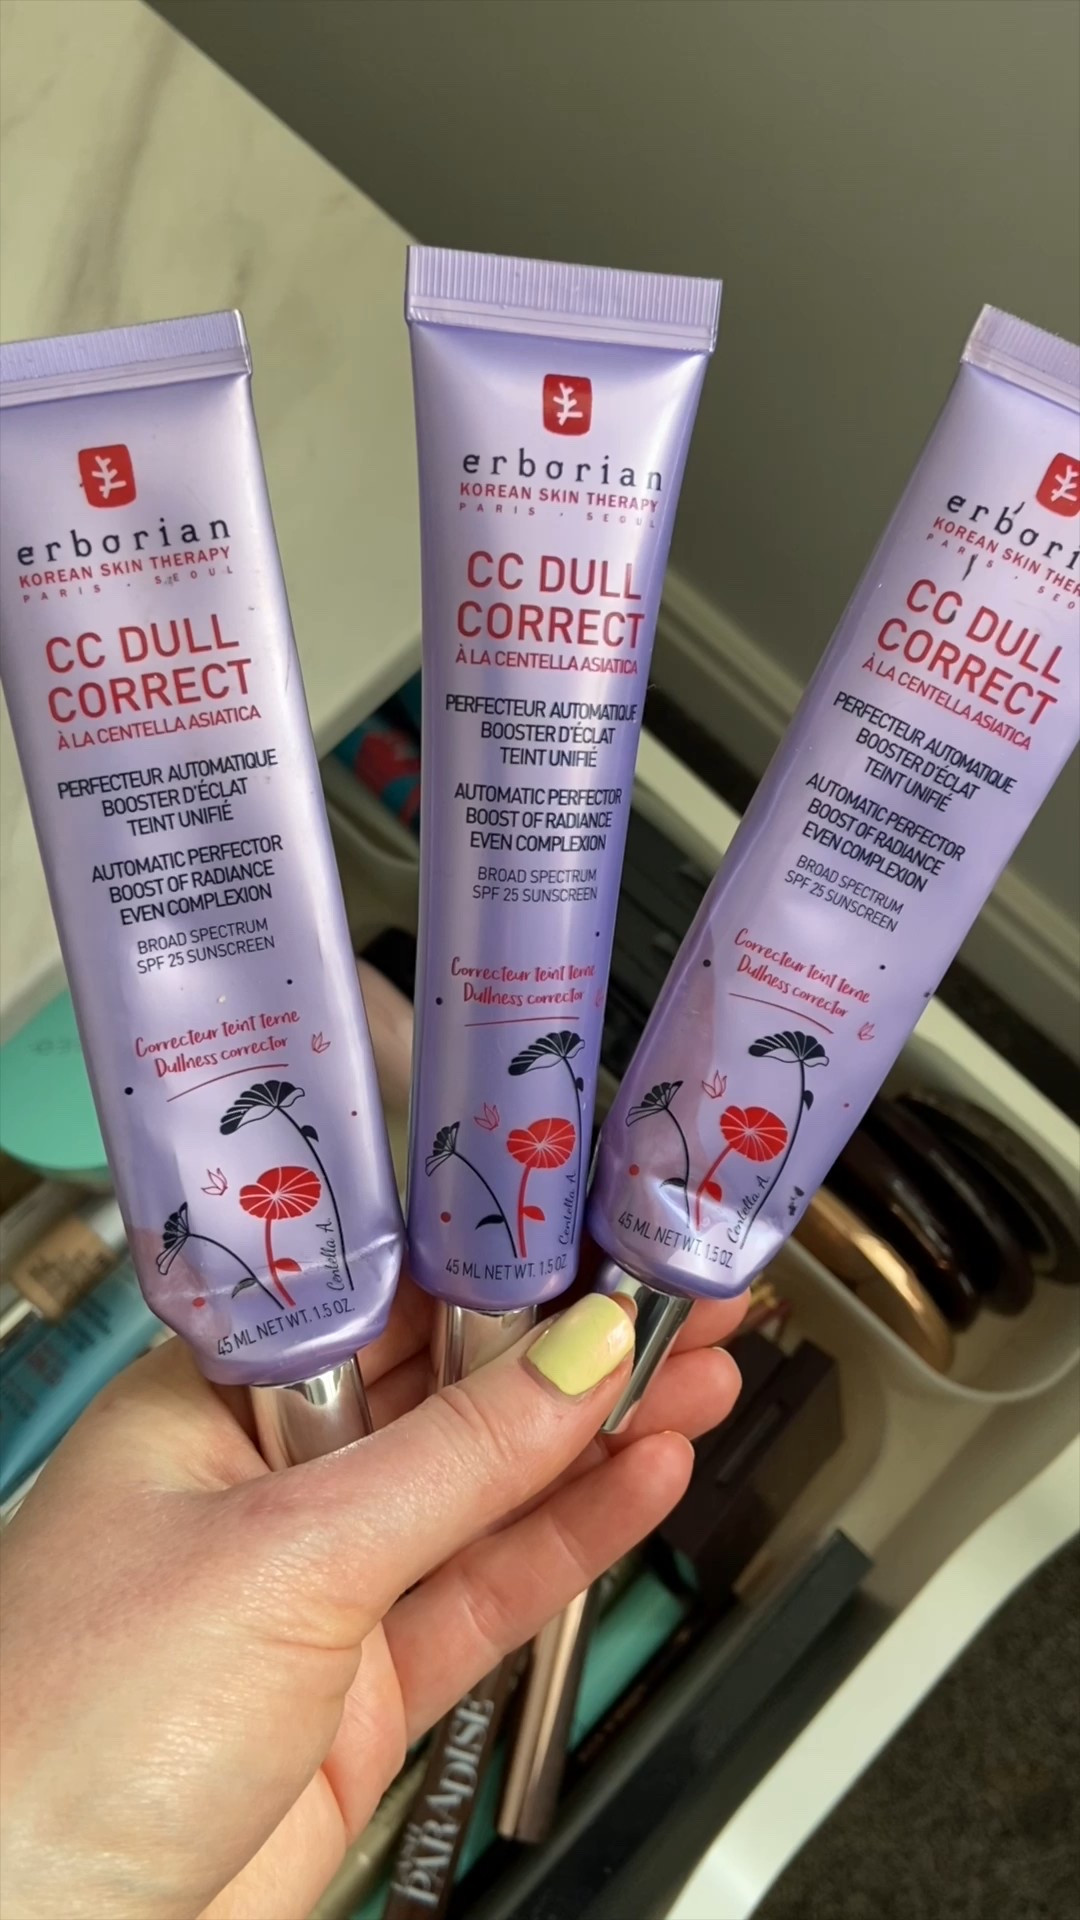 erborian
KOREAN SKIN THERAPY
PARIS · SEOUL
CC DULL
CORRECT
À LA CENTELLA ASIATICA
PERFECTEUR AUTOMATIQUE
BOOSTER D'ÉCLAT
TEINT UNIFIÉ
AUTOMATIC PERFECTOR
BOOST OF RADIANCE
EVEN COMPLEXION
BROAD SPECTRUM
SPF 25 SUNSCREEN
Correcteur teint terne
Dullness corrector
Centella A.
45 ML NET WT. 1.5 OZ.
erborian
KOREAN SKIN THERAPY
PARIS · SEOUL
CC DULL
CORRECT
À LA CENTELLA ASIATICA
PERFECTEUR AUTOMATIQUE
BOOSTER D'ÉCLAT
TEINT UNIFIÉ
AUTOMATIC PERFECTOR
BOOST OF RADIANCE
EVEN COMPLEXION
BROAD SPECTRUM
SPF 25 SUNSCREEN
Correcteur teint terne
Dullness corrector
Centella A.
45 ML NET WT. 1.5 OZ
erbori
KOREAN SKIN THER
PARIS · SEO
CC DULL
CORRECT
À LA CENTELLA ASIATICA
PERFECTEUR AUTOMATIQUE
BOOSTER D'ÉCLAT
TEINT UNIFIÉ
AUTOMATIC PERFECTOR
BOOST OF RADIANCE
EVEN COMPLEXION
BROAD SPECTRUM
SPF 25 SUNSCREEN
Correcteur teint terne
Dullness corrector
Centella A.
45 ML NET WT. 1.5 OZ
PARADISE